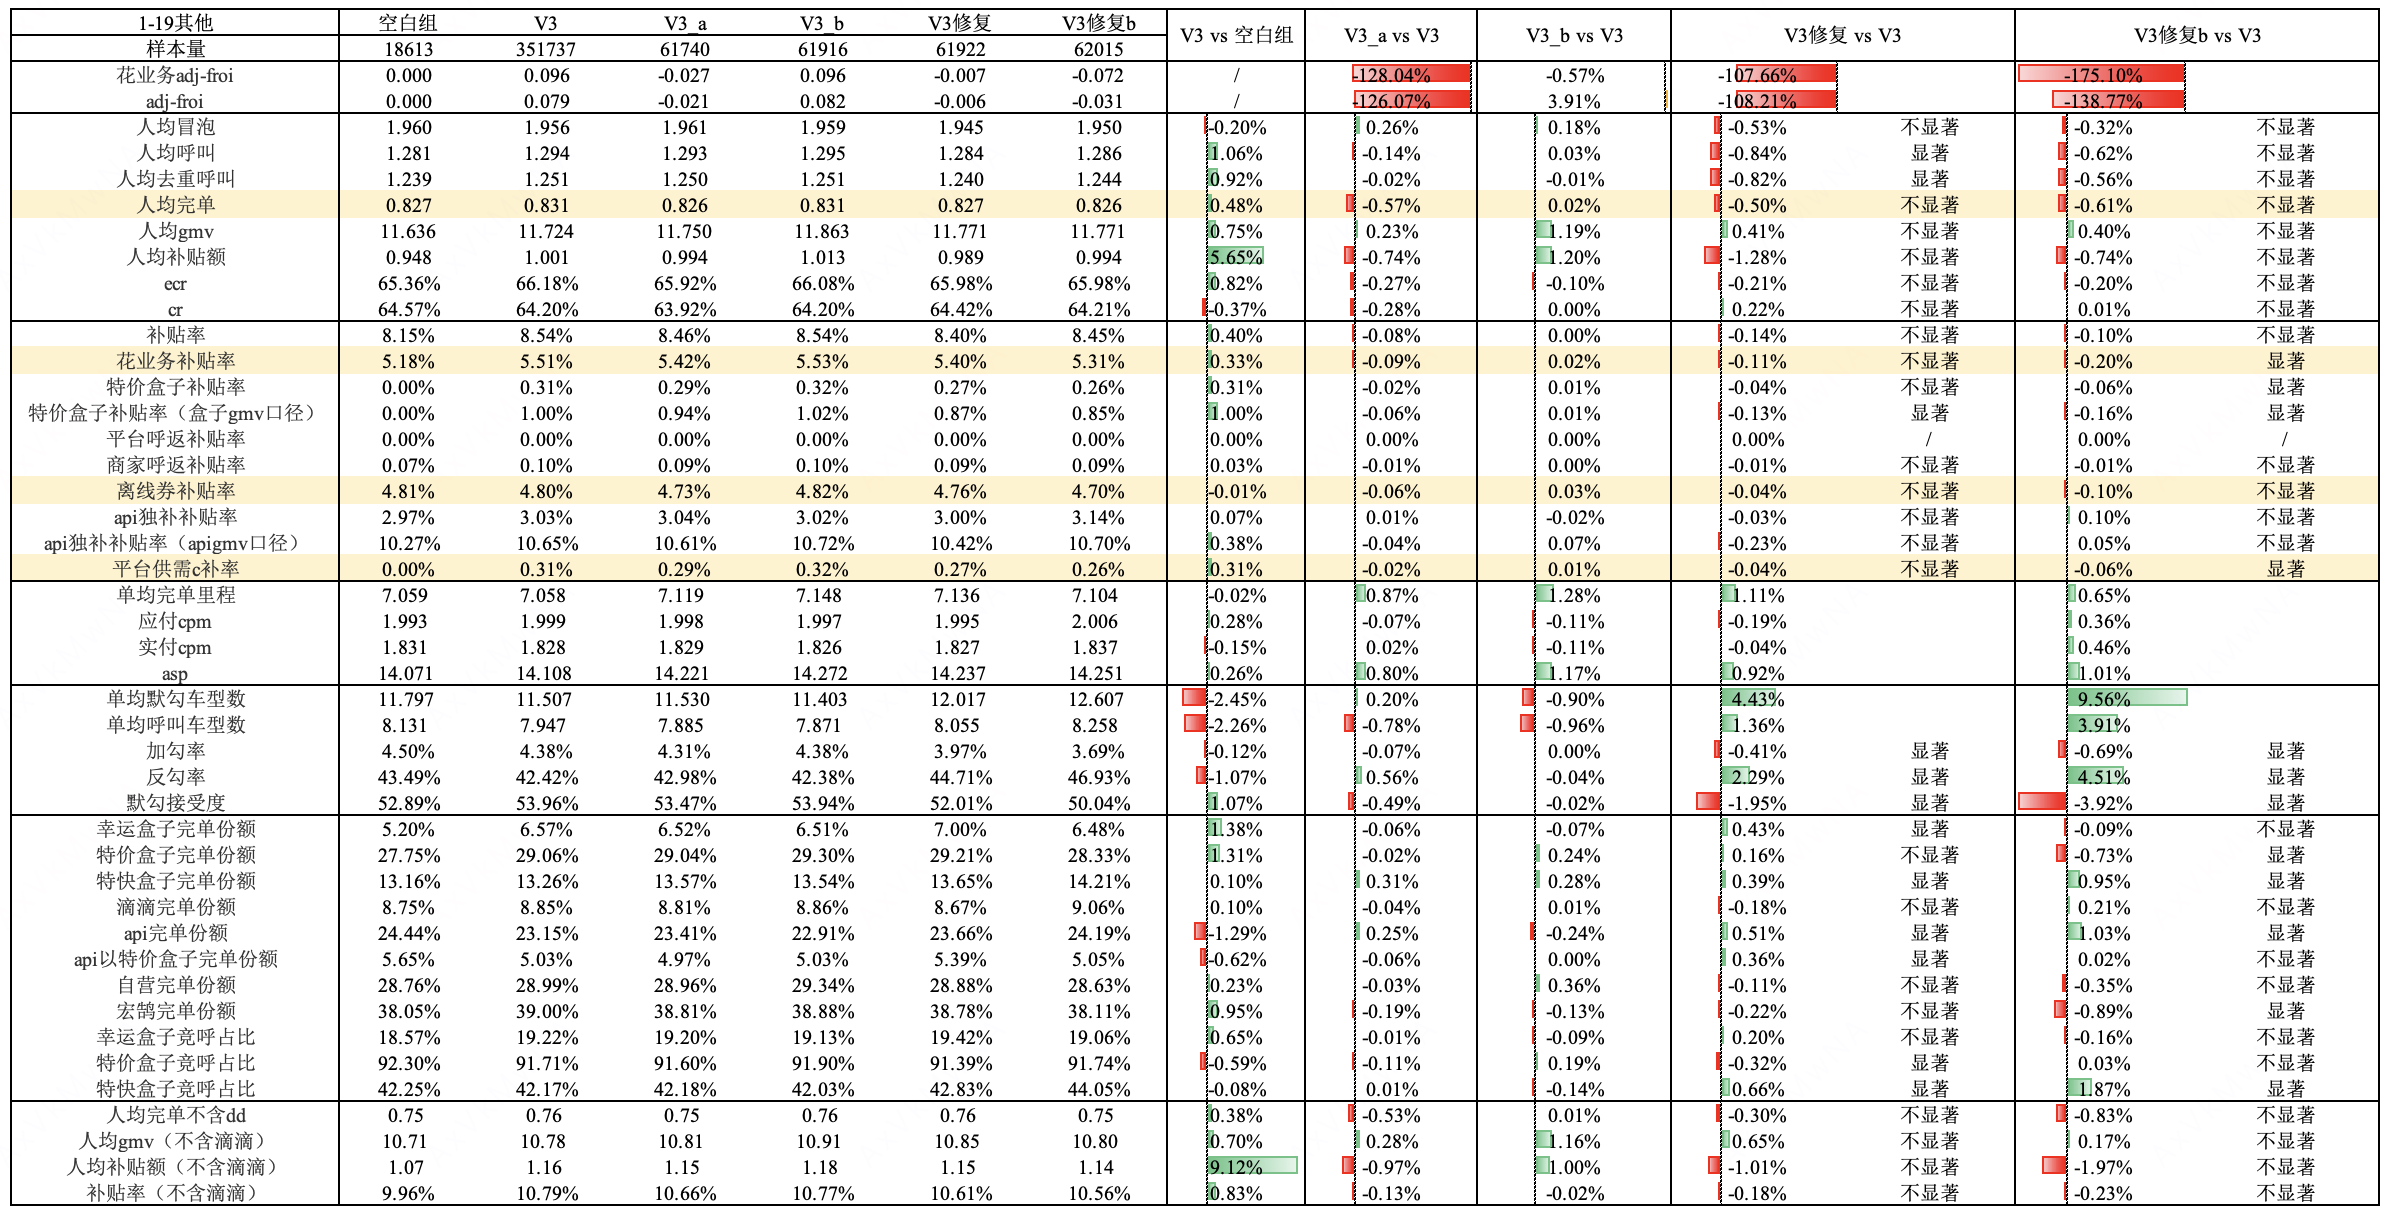 1-19其他 空白组 V3 V3_a V3_b V3修复 V3修复b V3 vs 空白组 V3_a vs V3 V3_b vs V3 V3修复 vs V3 V3修复b vs V3
样本量 18613 351737 61740 61916 61922 62015
花业务adj-froi 0.000 0.096 -0.027 0.096 -0.007 -0.072 / -128.04% -0.57% -107.66% -175.10%
adj-froi 0.000 0.079 -0.021 0.082 -0.006 -0.031 / -126.07% 3.91% -108.21% -138.77%
人均冒泡 1.960 1.956 1.961 1.959 1.945 1.950 -0.20% 0.26% 0.18% -0.53% 不显著 -0.32% 不显著
人均呼叫 1.281 1.294 1.293 1.295 1.284 1.286 1.06% -0.14% 0.03% -0.84% 显著 -0.62% 不显著
人均去重呼叫 1.239 1.251 1.250 1.251 1.240 1.244 0.92% -0.02% -0.01% -0.82% 显著 -0.56% 不显著
人均完单 0.827 0.831 0.826 0.831 0.827 0.826 0.48% -0.57% 0.02% -0.50% 不显著 -0.61% 不显著
人均gmv 11.636 11.724 11.750 11.863 11.771 11.771 0.75% 0.23% 1.19% 0.41% 不显著 0.40% 不显著
人均补贴额 0.948 1.001 0.994 1.013 0.989 0.994 5.65% -0.74% 1.20% -1.28% 不显著 -0.74% 不显著
ecr 65.36% 66.18% 65.92% 66.08% 65.98% 65.98% 0.82% -0.27% -0.10% -0.21% 不显著 -0.20% 不显著
cr 64.57% 64.20% 63.92% 64.20% 64.42% 64.21% -0.37% -0.28% 0.00% 0.22% 不显著 0.01% 不显著
补贴率 8.15% 8.54% 8.46% 8.54% 8.40% 8.45% 0.40% -0.08% 0.00% -0.14% 不显著 -0.10% 不显著
花业务补贴率 5.18% 5.51% 5.42% 5.53% 5.40% 5.31% 0.33% -0.09% 0.02% -0.11% 不显著 -0.20% 显著
特价盒子补贴率 0.00% 0.31% 0.29% 0.32% 0.27% 0.26% 0.31% -0.02% 0.01% -0.04% 不显著 -0.06% 显著
特价盒子补贴率（盒子gmv口径） 0.00% 1.00% 0.94% 1.02% 0.87% 0.85% 1.00% -0.06% 0.01% -0.13% 显著 -0.16% 显著
平台呼返补贴率 0.00% 0.00% 0.00% 0.00% 0.00% 0.00% 0.00% 0.00% 0.00% 0.00% / 0.00% /
商家呼返补贴率 0.07% 0.10% 0.09% 0.10% 0.09% 0.09% 0.03% -0.01% 0.00% -0.01% 不显著 -0.01% 不显著
离线券补贴率 4.81% 4.80% 4.73% 4.82% 4.76% 4.70% -0.01% -0.06% 0.03% -0.04% 不显著 -0.10% 不显著
api独补补贴率 2.97% 3.03% 3.04% 3.02% 3.00% 3.14% 0.07% 0.01% -0.02% -0.03% 不显著 0.10% 不显著
api独补补贴率（apigmv口径） 10.27% 10.65% 10.61% 10.72% 10.42% 10.70% 0.38% -0.04% 0.07% -0.23% 不显著 0.05% 不显著
平台供需c补率 0.00% 0.31% 0.29% 0.32% 0.27% 0.26% 0.31% -0.02% 0.01% -0.04% 不显著 -0.06% 显著
单均完单里程 7.059 7.058 7.119 7.148 7.136 7.104 -0.02% 0.87% 1.28% 1.11% 0.65%
应付cpm 1.993 1.999 1.998 1.997 1.995 2.006 0.28% -0.07% -0.11% -0.19% 0.36%
实付cpm 1.831 1.828 1.829 1.826 1.827 1.837 -0.15% 0.02% -0.11% -0.04% 0.46%
asp 14.071 14.108 14.221 14.272 14.237 14.251 0.26% 0.80% 1.17% 0.92% 1.01%
单均默勾车型数 11.797 11.507 11.530 11.403 12.017 12.607 -2.45% 0.20% -0.90% 4.43% 9.56%
单均呼叫车型数 8.131 7.947 7.885 7.871 8.055 8.258 -2.26% -0.78% -0.96% 1.36% 3.91%
加勾率 4.50% 4.38% 4.31% 4.38% 3.97% 3.69% -0.12% -0.07% 0.00% -0.41% 显著 -0.69% 显著
反勾率 43.49% 42.42% 42.98% 42.38% 44.71% 46.93% -1.07% 0.56% -0.04% 2.29% 显著 4.51% 显著
默勾接受度 52.89% 53.96% 53.47% 53.94% 52.01% 50.04% 1.07% -0.49% -0.02% -1.95% 显著 -3.92% 显著
幸运盒子完单份额 5.20% 6.57% 6.52% 6.51% 7.00% 6.48% 1.38% -0.06% -0.07% 0.43% 显著 -0.09% 不显著
特价盒子完单份额 27.75% 29.06% 29.04% 29.30% 29.21% 28.33% 1.31% -0.02% 0.24% 0.16% 不显著 -0.73% 显著
特快盒子完单份额 13.16% 13.26% 13.57% 13.54% 13.65% 14.21% 0.10% 0.31% 0.28% 0.39% 显著 0.95% 显著
滴滴完单份额 8.75% 8.85% 8.81% 8.86% 8.67% 9.06% 0.10% -0.04% 0.01% -0.18% 不显著 0.21% 不显著
api完单份额 24.44% 23.15% 23.41% 22.91% 23.66% 24.19% -1.29% 0.25% -0.24% 0.51% 显著 1.03% 显著
api以特价盒子完单份额 5.65% 5.03% 4.97% 5.03% 5.39% 5.05% -0.62% -0.06% 0.00% 0.36% 显著 0.02% 不显著
自营完单份额 28.76% 28.99% 28.96% 29.34% 28.88% 28.63% 0.23% -0.03% 0.36% -0.11% 不显著 -0.35% 不显著
宏鹄完单份额 38.05% 39.00% 38.81% 38.88% 38.78% 38.11% 0.95% -0.19% -0.13% -0.22% 不显著 -0.89% 显著
幸运盒子竞呼占比 18.57% 19.22% 19.20% 19.13% 19.42% 19.06% 0.65% -0.01% -0.09% 0.20% 不显著 -0.16% 不显著
特价盒子竞呼占比 92.30% 91.71% 91.60% 91.90% 91.39% 91.74% -0.59% -0.11% 0.19% -0.32% 显著 0.03% 不显著
特快盒子竞呼占比 42.25% 42.17% 42.18% 42.03% 42.83% 44.05% -0.08% 0.01% -0.14% 0.66% 显著 1.87% 显著
人均完单不含dd 0.75 0.76 0.75 0.76 0.76 0.75 0.38% -0.53% 0.01% -0.30% 不显著 -0.83% 不显著
人均gmv（不含滴滴） 10.71 10.78 10.81 10.91 10.85 10.80 0.70% 0.28% 1.16% 0.65% 不显著 0.17% 不显著
人均补贴额（不含滴滴） 1.07 1.16 1.15 1.18 1.15 1.14 9.12% -0.97% 1.00% -1.01% 不显著 -1.97% 不显著
补贴率（不含滴滴） 9.96% 10.79% 10.66% 10.77% 10.61% 10.56% 0.83% -0.13% -0.02% -0.18% 不显著 -0.23% 不显著